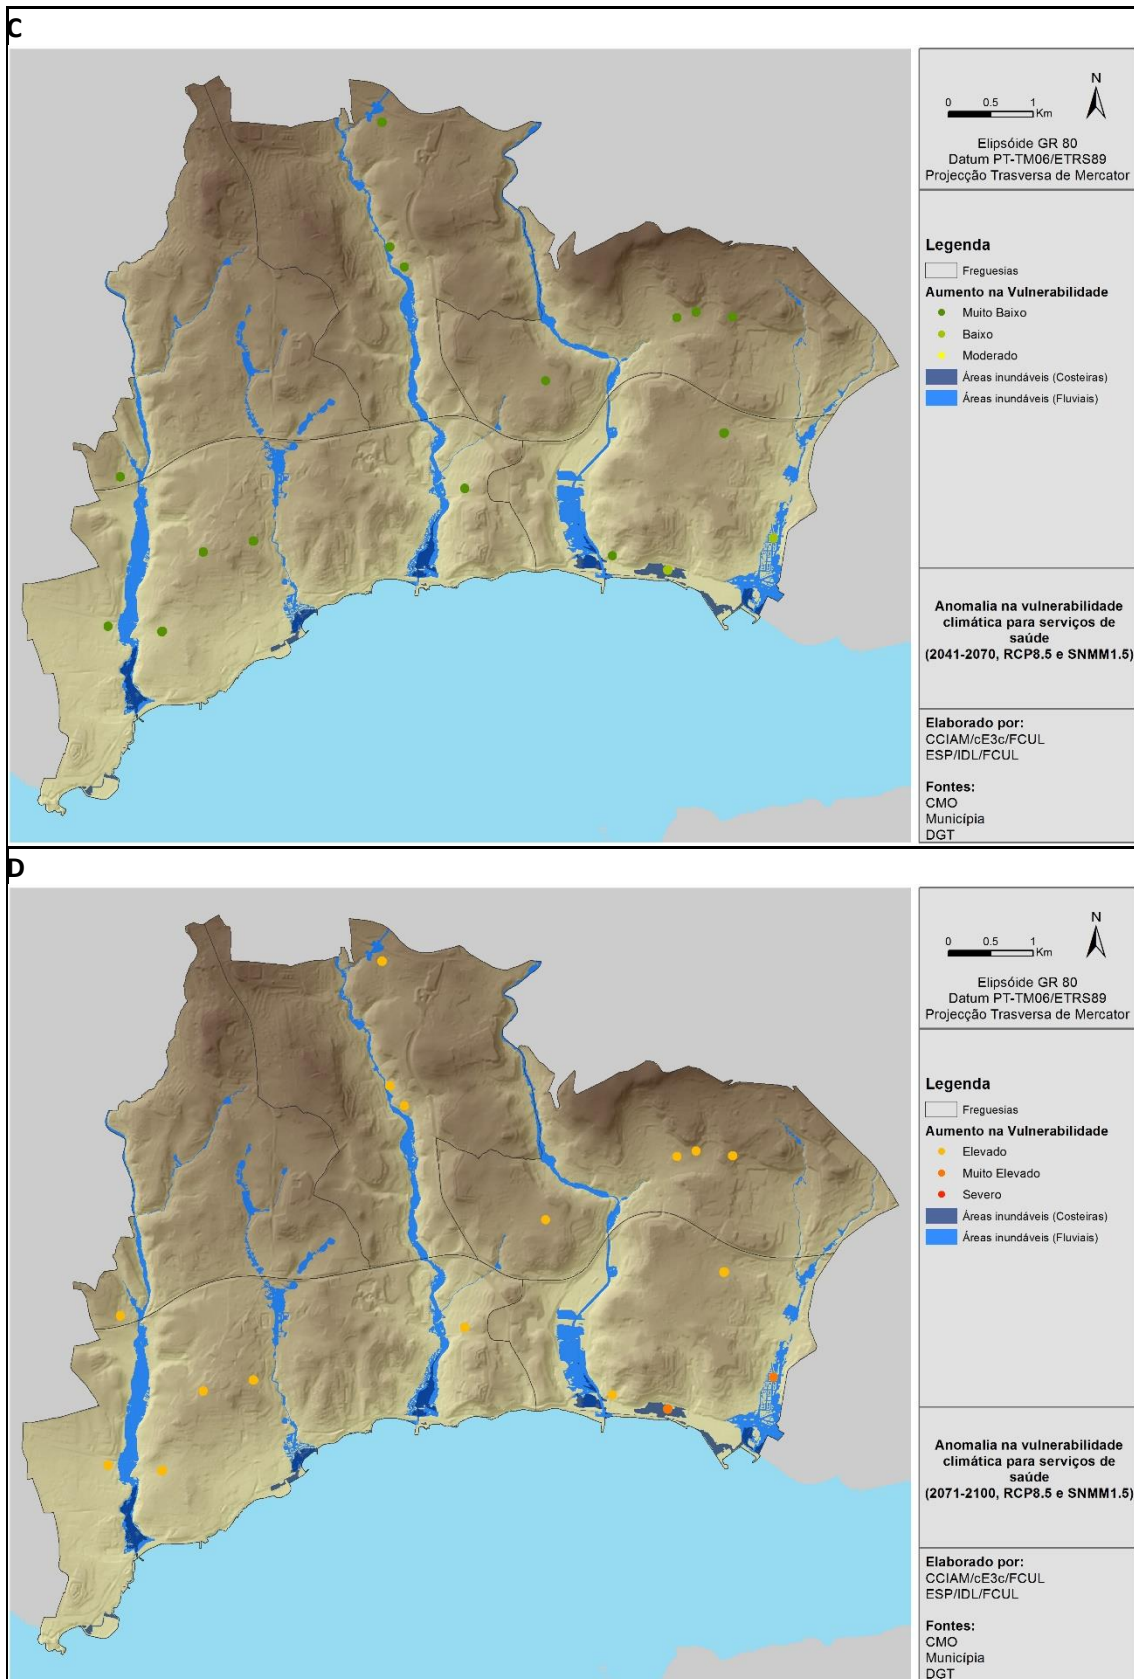 C
N
0 0.5 1
Km
Elipsóide GR 80
Datum PT-TM06/ETRS89
Projecção Trasversa de Mercator
Legenda
Freguesias
Aumento na Vulnerabilidade
Muito Baixo
Baixo
Moderado
Áreas inundáveis (Costeiras)
Áreas inundáveis (Fluviais)
Anomalia na vulnerabilidade
climática para serviços de
saúde
(2041-2070, RCP8.5 e SNMM1.5)
Elaborado por:
CCIAM/cE3c/FCUL
ESP/IDL/FCUL
Fontes:
CMO
Municípia
DGT
D
N
0 0.5 1
Km
Elipsóide GR 80
Datum PT-TM06/ETRS89
Projecção Trasversa de Mercator
Legenda
Freguesias
Aumento na Vulnerabilidade
Elevado
Muito Elevado
Severo
Áreas inundáveis (Costeiras)
Áreas inundáveis (Fluviais)
Anomalia na vulnerabilidade
climática para serviços de
saúde
(2071-2100, RCP8.5 e SNMM1.5)
Elaborado por:
CCIAM/cE3c/FCUL
ESP/IDL/FCUL
Fontes:
CMO
Municípia
DGT